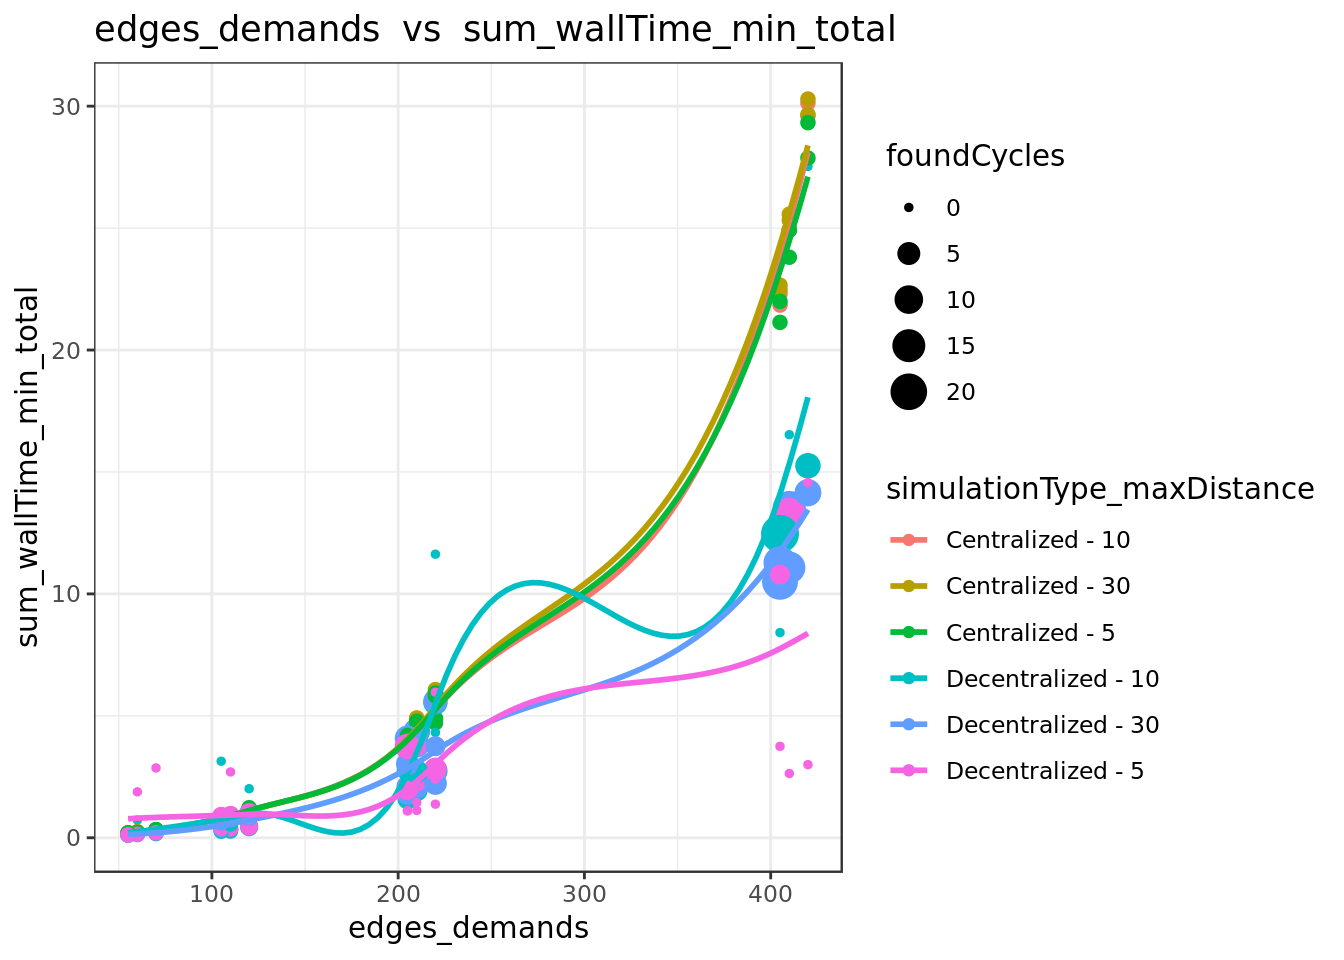 edges_demands  vs  sum_wallTime_min_total
sum_wallTime_min_total
30
20
10
0
100
200
300
400
edges_demands
foundCycles
0
5
10
15
20
simulationType_maxDistance
Centralized - 10
Centralized - 30
Centralized - 5
Decentralized - 10
Decentralized - 30
Decentralized - 5